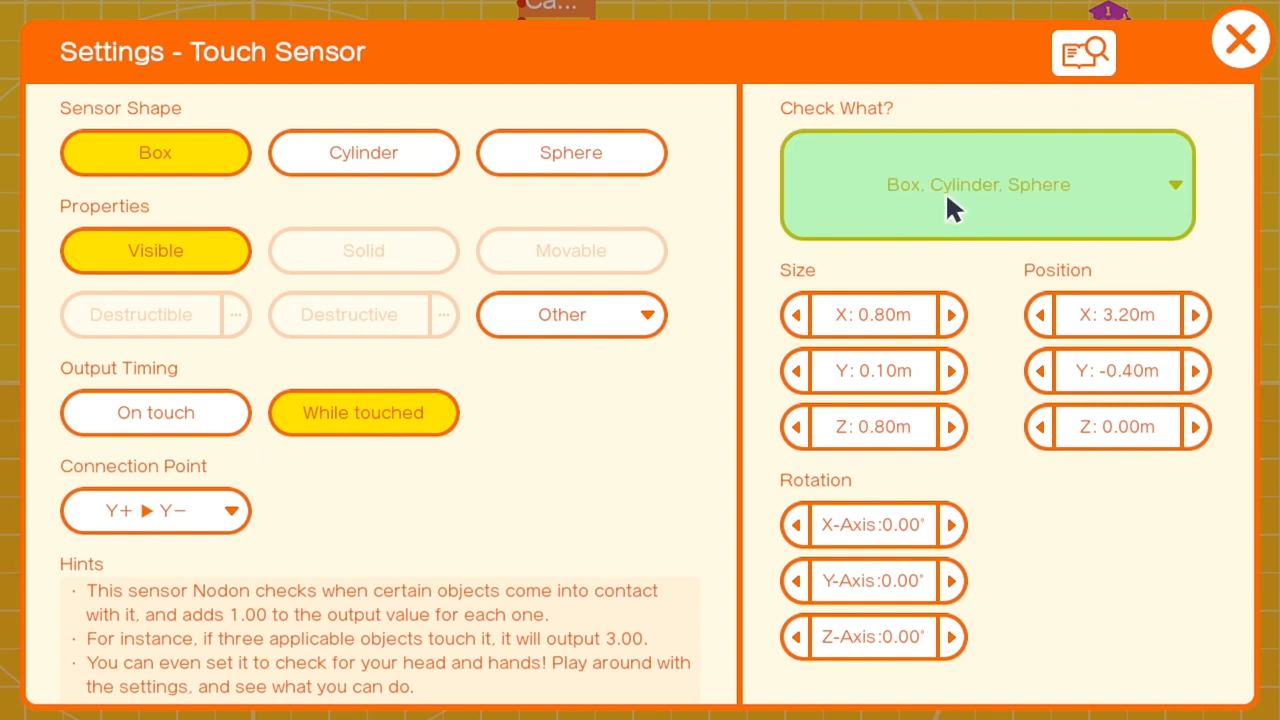 Ca...
1
Settings - Touch Sensor
Sensor Shape
Box
Cylinder
Sphere
Properties
Visible
Solid
Movable
Destructible
...
Destructive
...
Other
Output Timing
On touch
While touched
Connection Point
Y+ ▶ Y−
Hints
· This sensor Nodon checks when certain objects come into contact
with it, and adds 1.00 to the output value for each one.
· For instance, if three applicable objects touch it, it will output 3.00.
· You can even set it to check for your head and hands! Play around with
the settings, and see what you can do.
Check What?
Box, Cylinder, Sphere
Size
X: 0.80m
Y: 0.10m
Z: 0.80m
Position
X: 3.20m
Y: -0.40m
Z: 0.00m
Rotation
X-Axis:0.00°
Y-Axis:0.00°
Z-Axis:0.00°